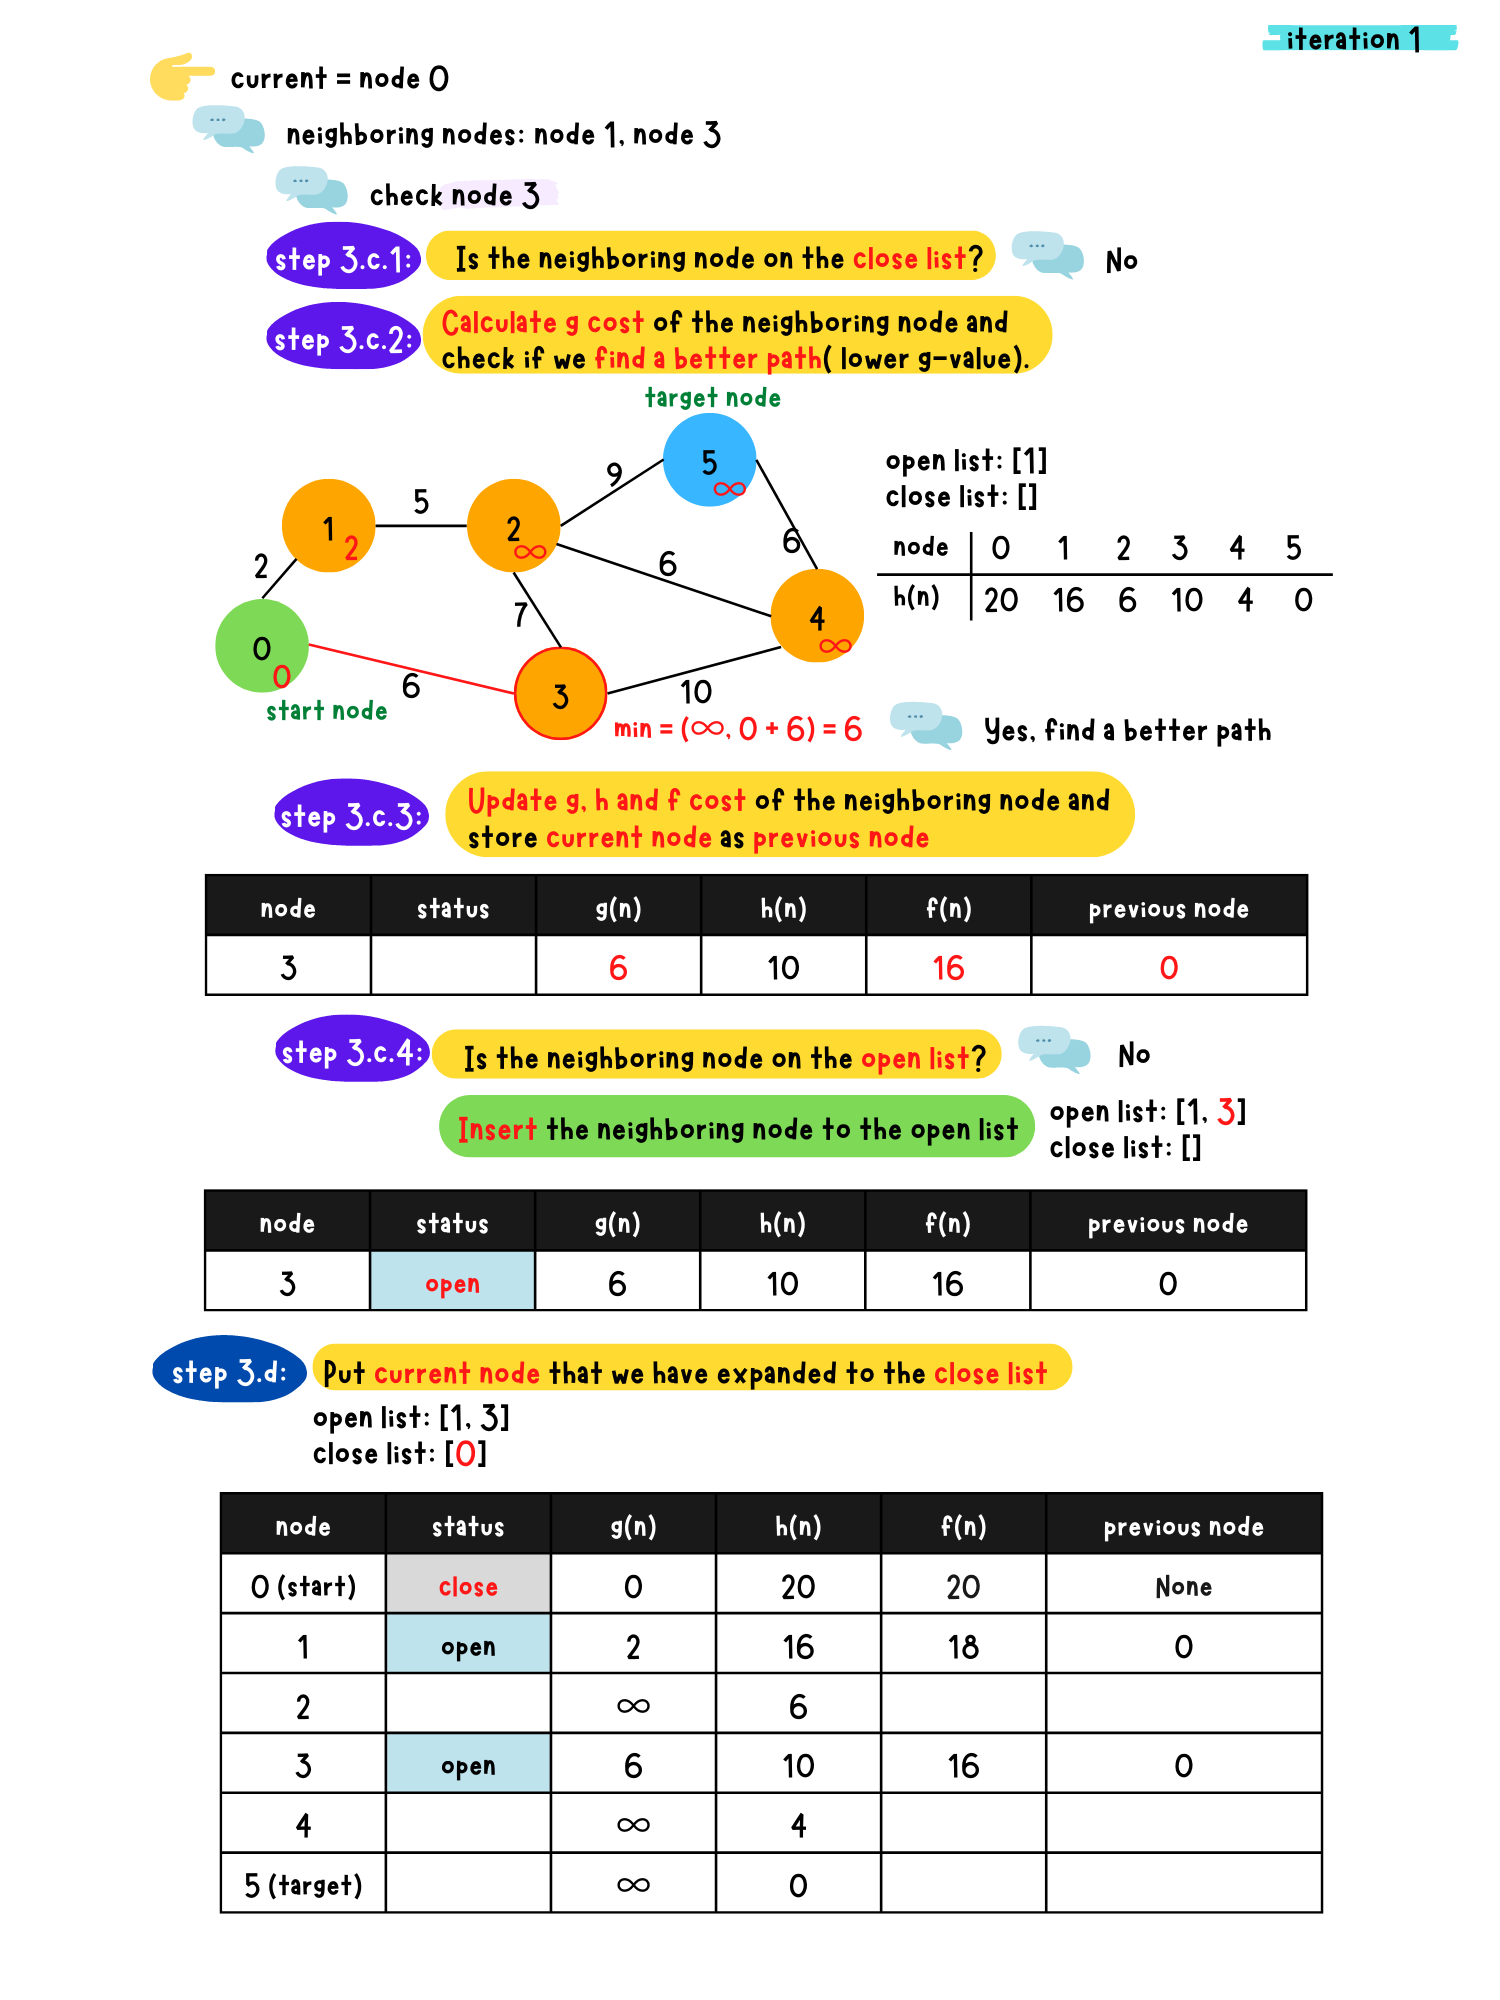 iteration 1
current = node 0
neighboring nodes: node 1, node 3
check node 3
step 3.c.1: Is the neighboring node on the close list? No
step 3.c.2: Calculate g cost of the neighboring node and
check if we find a better path( lower g-value).
target node
5
∞
9
5
1
2
2
∞
6
6
2
7
4
∞
0
0
6
start node
3
10
min = (∞, 0 + 6) = 6
open list: [1]
close list: []
node 0 1 2 3 4 5
h(n) 20 16 6 10 4 0
Yes, find a better path
step 3.c.3: Update g, h and f cost of the neighboring node and
store current node as previous node
node status g(n) h(n) f(n) previous node
3 6 10 16 0
step 3.c.4: Is the neighboring node on the open list? No
Insert the neighboring node to the open list
open list: [1, 3]
close list: []
node status g(n) h(n) f(n) previous node
3 open 6 10 16 0
step 3.d: Put current node that we have expanded to the close list
open list: [1, 3]
close list: [0]
node status g(n) h(n) f(n) previous node
0 (start) close 0 20 20 None
1 open 2 16 18 0
2 ∞ 6
3 open 6 10 16 0
4 ∞ 4
5 (target) ∞ 0